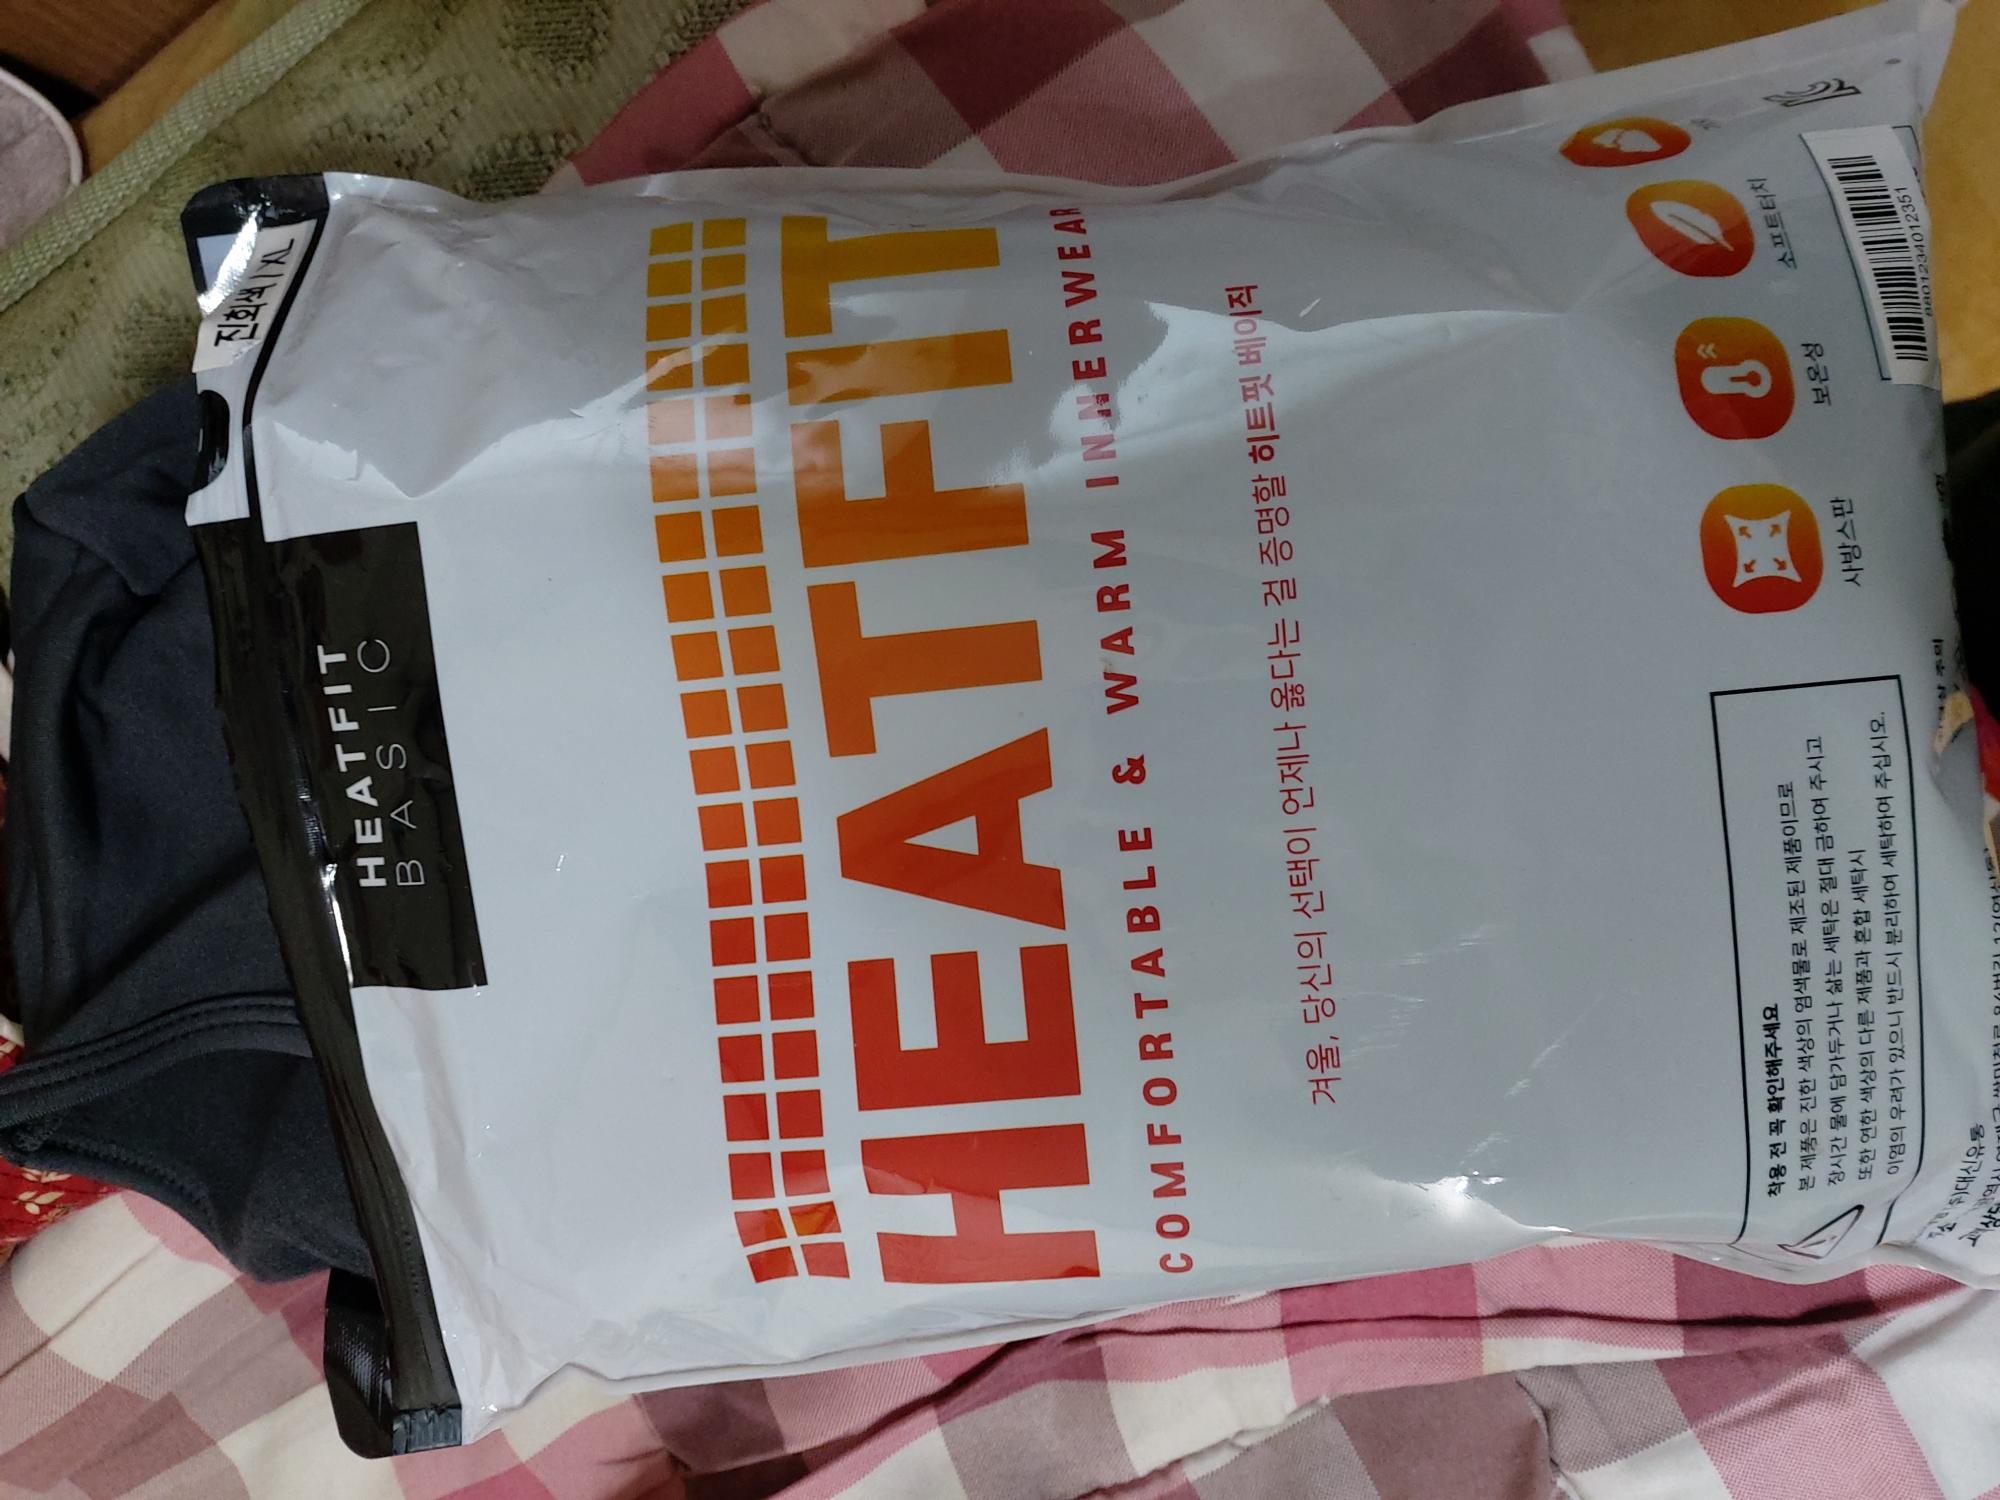 진회색 | XL
HEATFIT
BASIC
HEATFIT
COMFORTABLE & WARM INNERWEAR
겨울, 당신의 선택이 언제나 옳다는 걸 증명할 히트핏 베이직
사방스판
보온성
소프트터치
착용 전 꼭 확인해주세요
본 제품은 진한 색상의 염색물로 제조된 제품이므로
장시간 물에 담가두거나 삶는 세탁은 절대 금하여 주시고
또한 연한 색상의 다른 제품과 혼합 세탁시
이염의 우려가 있으니 반드시 분리하여 세탁하여 주십시오.
8801234012351
대신유통